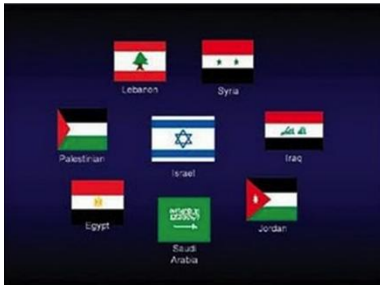 Lebanon
Syria
Palestinian
Israel
Iraq
Egypt
Saudi
Arabia
Jordan